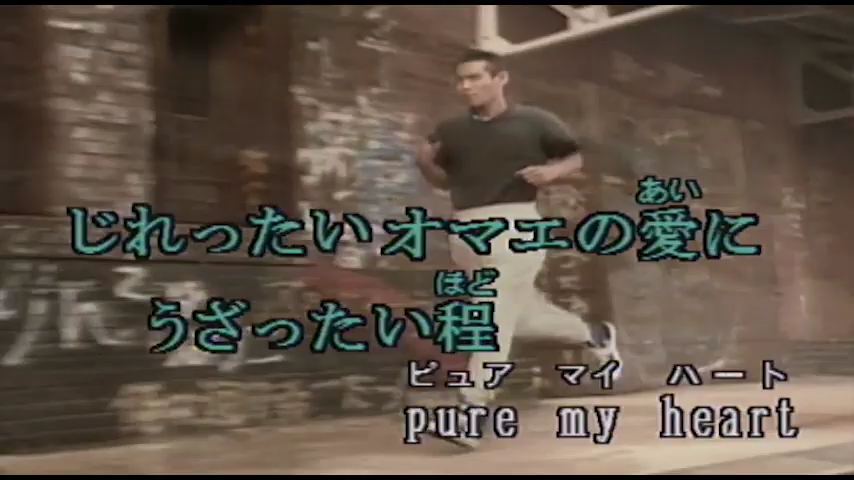 じれったいオマエの愛に
あい
うざったい程
ほど
pure my heart
ピュア マイ ハート